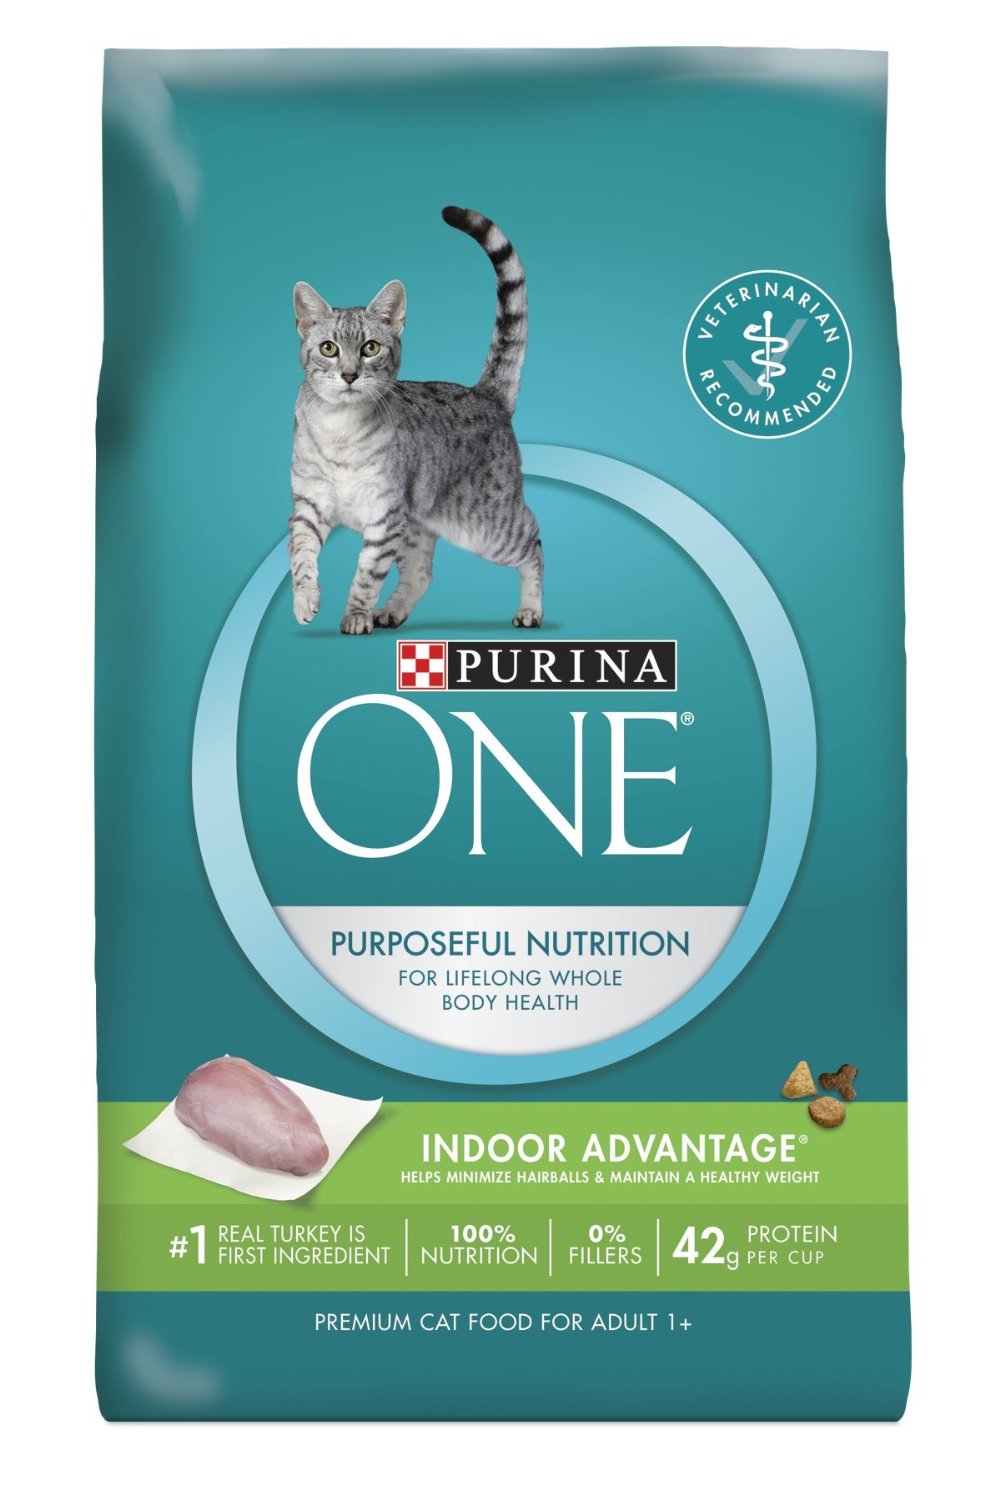 VETERINARIAN
RECOMMENDED
PURINA
ONE®
PURPOSEFUL NUTRITION
FOR LIFELONG WHOLE
BODY HEALTH
INDOOR ADVANTAGE®
HELPS MINIMIZE HAIRBALLS & MAINTAIN A HEALTHY WEIGHT
#1 REAL TURKEY IS
FIRST INGREDIENT
100%
NUTRITION
0%
FILLERS
42g PROTEIN
PER CUP
PREMIUM CAT FOOD FOR ADULT 1+